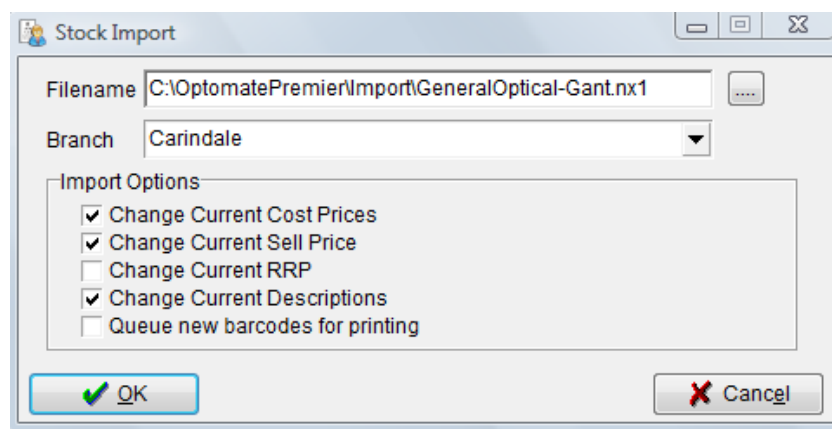 Stock Import
Filename C:\OptomatePremier\Import\GeneralOptical-Gant.nx1 ....
Branch Carindale
Import Options
Change Current Cost Prices
Change Current Sell Price
Change Current RRP
Change Current Descriptions
Queue new barcodes for printing
OK Cancel